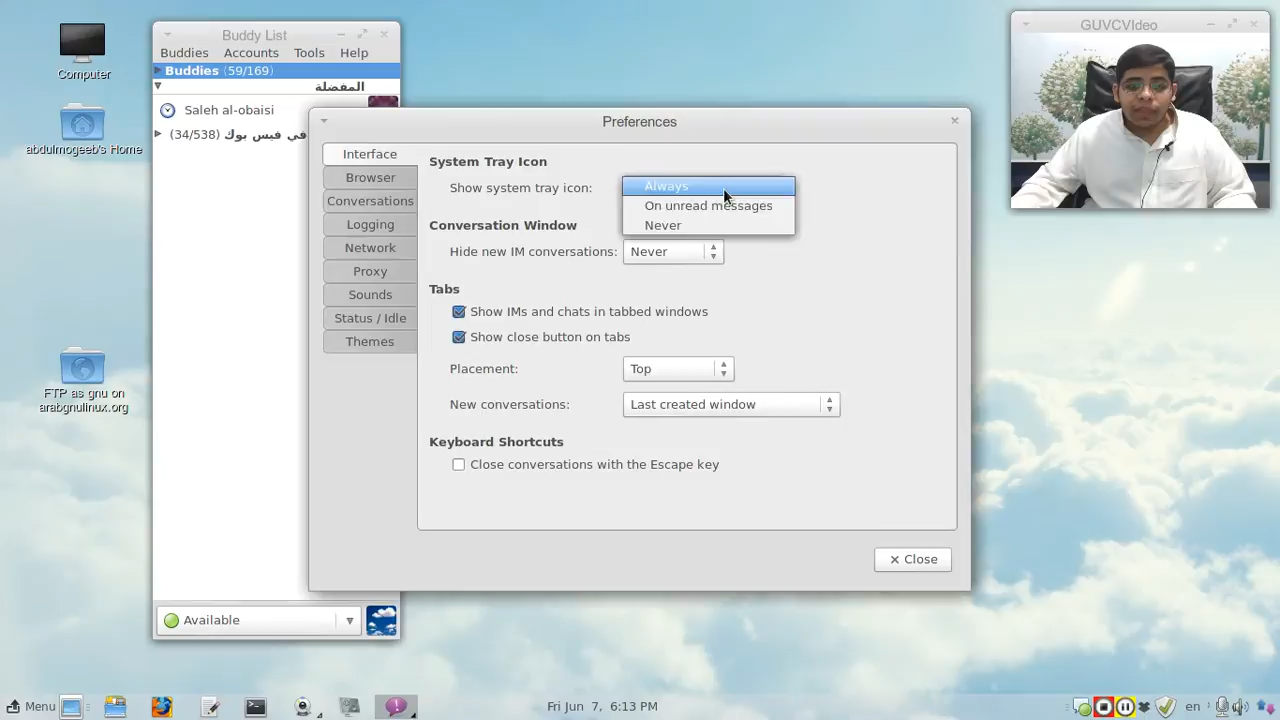 Computer
abdulmogeeb's Home
FTP as gnu on
arabgnulinux.org
Buddy List
Buddies Accounts Tools Help
Buddies (59/169)
المفضلة
Saleh al-obaisi
في فيس بوك (34/538)
Available
Preferences
Interface
Browser
Conversations
Logging
Network
Proxy
Sounds
Status / Idle
Themes
System Tray Icon
Show system tray icon:
Always
On unread messages
Never
Conversation Window
Hide new IM conversations: Never
Tabs
Show IMs and chats in tabbed windows
Show close button on tabs
Placement: Top
New conversations: Last created window
Keyboard Shortcuts
Close conversations with the Escape key
Close
GUVCVIdeo
Menu
Fri Jun 7, 6:13 PM
en